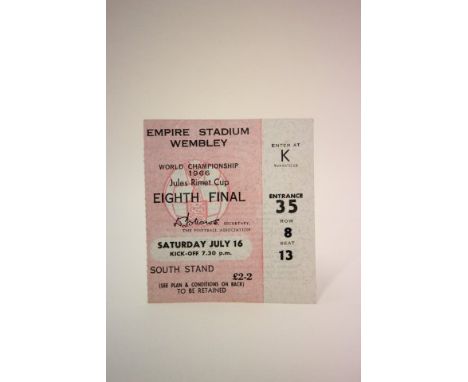 EMPIRE STADIUM
WEMBLEY
WORLD CHAMPIONSHIP
1966
Jules Rimet Cup
EIGHTH FINAL
SECRETARY,
THE FOOTBALL ASSOCIATION
SATURDAY JULY 16
KICK-OFF 7.30 p.m.
SOUTH STAND
£2-2
(SEE PLAN & CONDITIONS ON BACK)
TO BE RETAINED
ENTER AT
K
TURNSTILES
ENTRANCE
35
ROW
8
SEAT
13